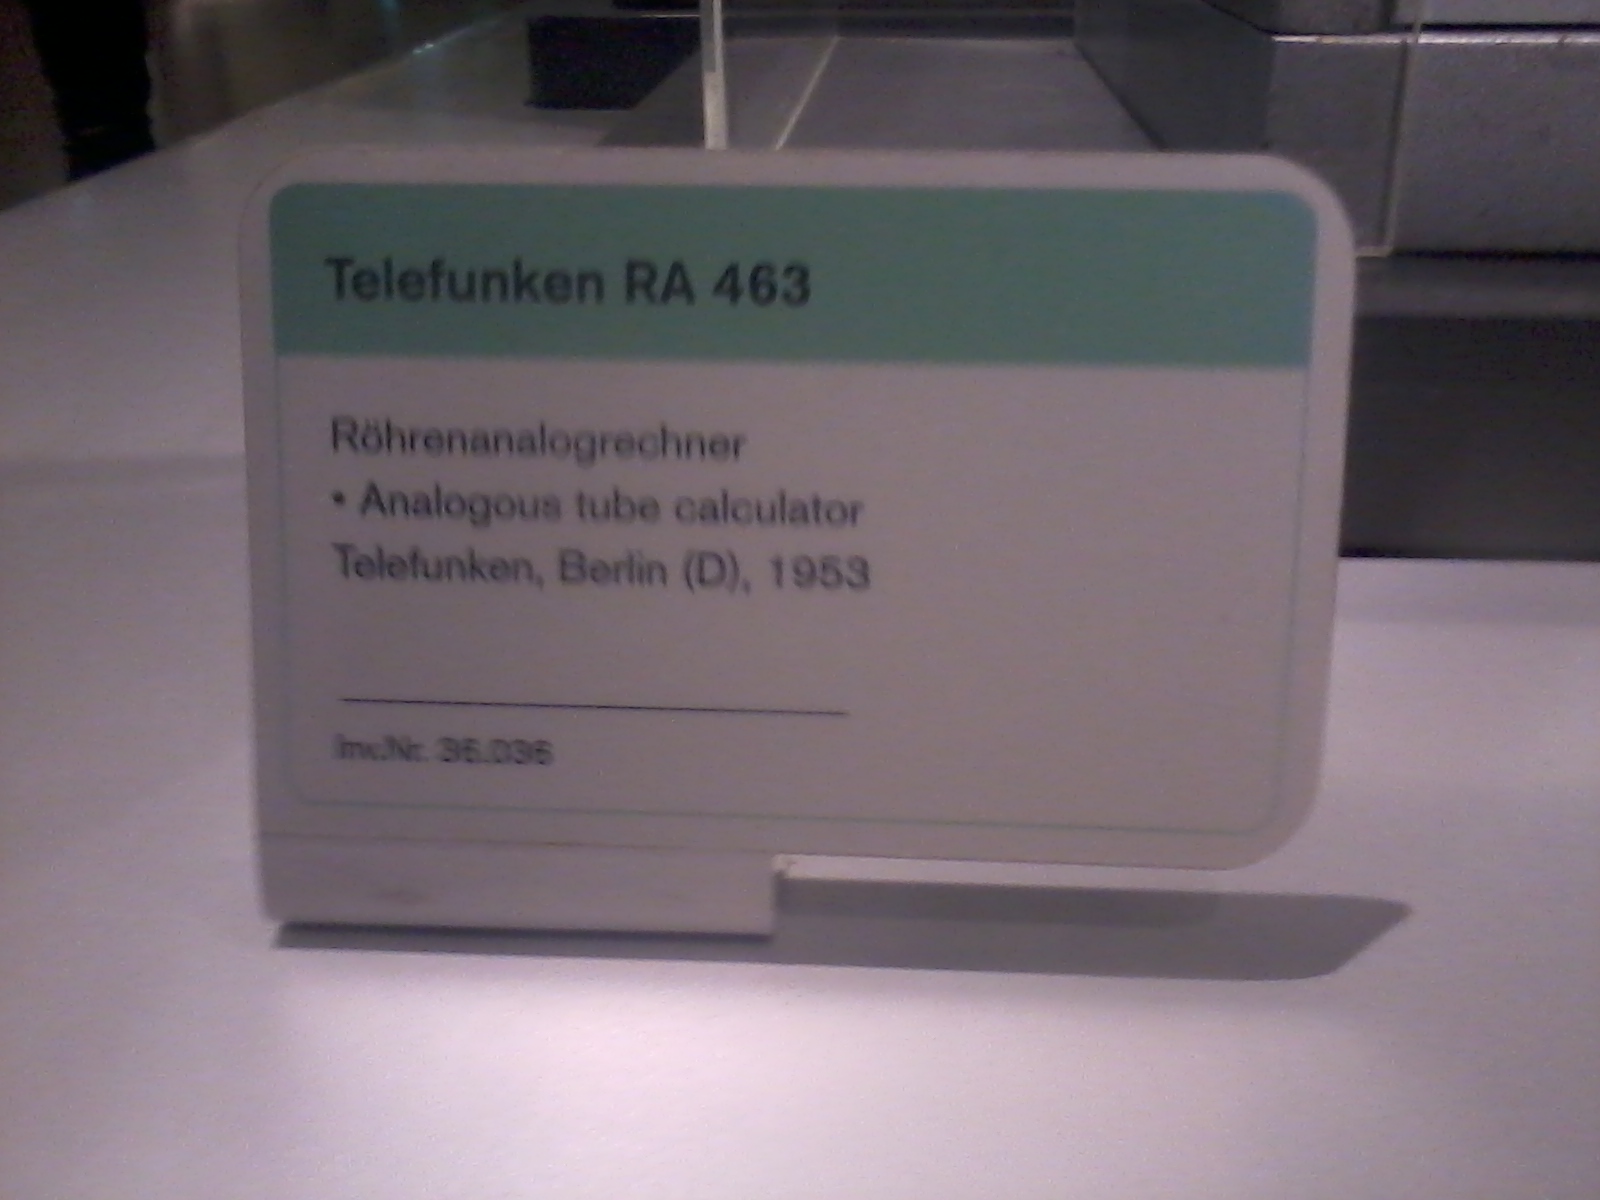 Telefunken RA 463
Röhrenanalogrechner
• Analogous tube calculator
Telefunken, Berlin (D), 1953
Inv.Nr. 36.036